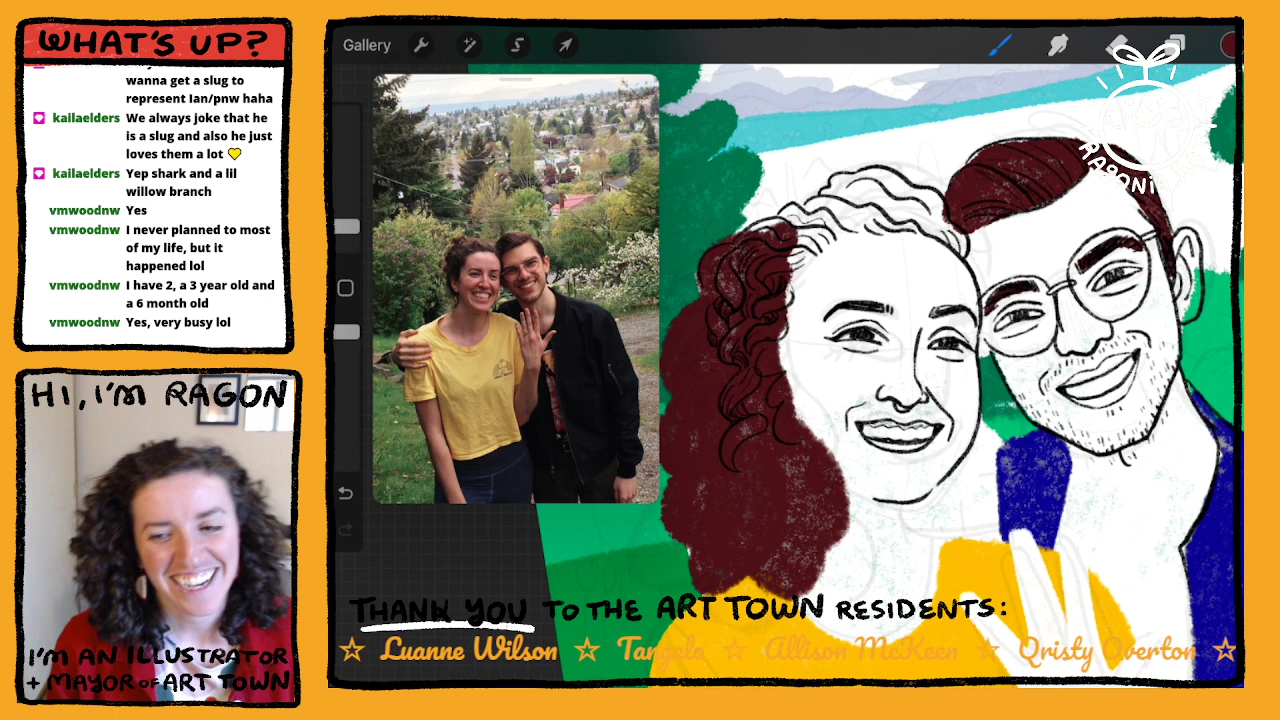 WHAT'S UP?
wanna get a slug to
represent Ian/pnw haha
kailaelders We always joke that he
is a slug and also he just
loves them a lot 💛
kailaelders Yep shark and a lil
willow branch
vmwoodnw Yes
vmwoodnw I never planned to most
of my life, but it
happened lol
vmwoodnw I have 2, a 3 year old and
a 6 month old
vmwoodnw Yes, very busy lol
HI, I'M RAGON
I'M AN ILLUSTRATOR
+ MAYOR OF ART TOWN
Gallery
THANK YOU TO THE ART TOWN RESIDENTS:
☆ Luanne Wilson ☆ Tangelo ☆ Allison McKeen ☆ Qristy Overton ☆